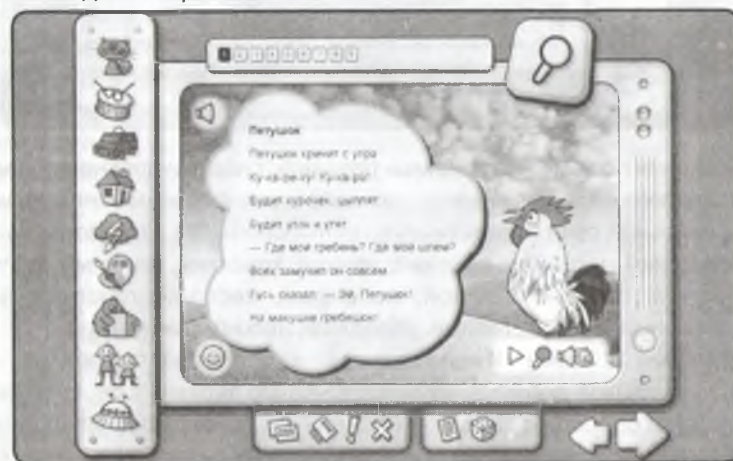 Петушок
Петушок кричит с утра
Ку-ка-ре-ку! Ку-ка-ра!
Будит курочек, цыплят
Будит уток и утят
— Где мой гребень? Где мой шлем?
Всех замучил он совсем
Гусь сказал: — Эй, Петушок!
На макушке гребешок!